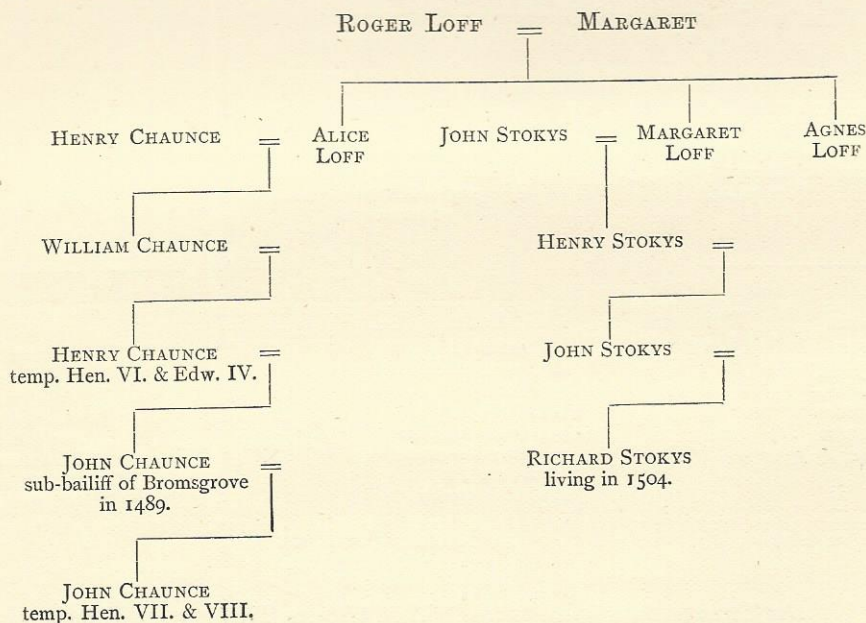 ROGER LOFF = MARGARET
HENRY CHAUNCE = ALICE LOFF JOHN STOKYS = MARGARET LOFF AGNES LOFF
WILLIAM CHAUNCE =
HENRY STOKYS =
HENRY CHAUNCE =
temp. Hen. VI. & Edw. IV.
JOHN STOKYS =
JOHN CHAUNCE =
sub-bailiff of Bromsgrove
in 1489.
RICHARD STOKYS
living in 1504.
JOHN CHAUNCE
temp. Hen. VII. & VIII.